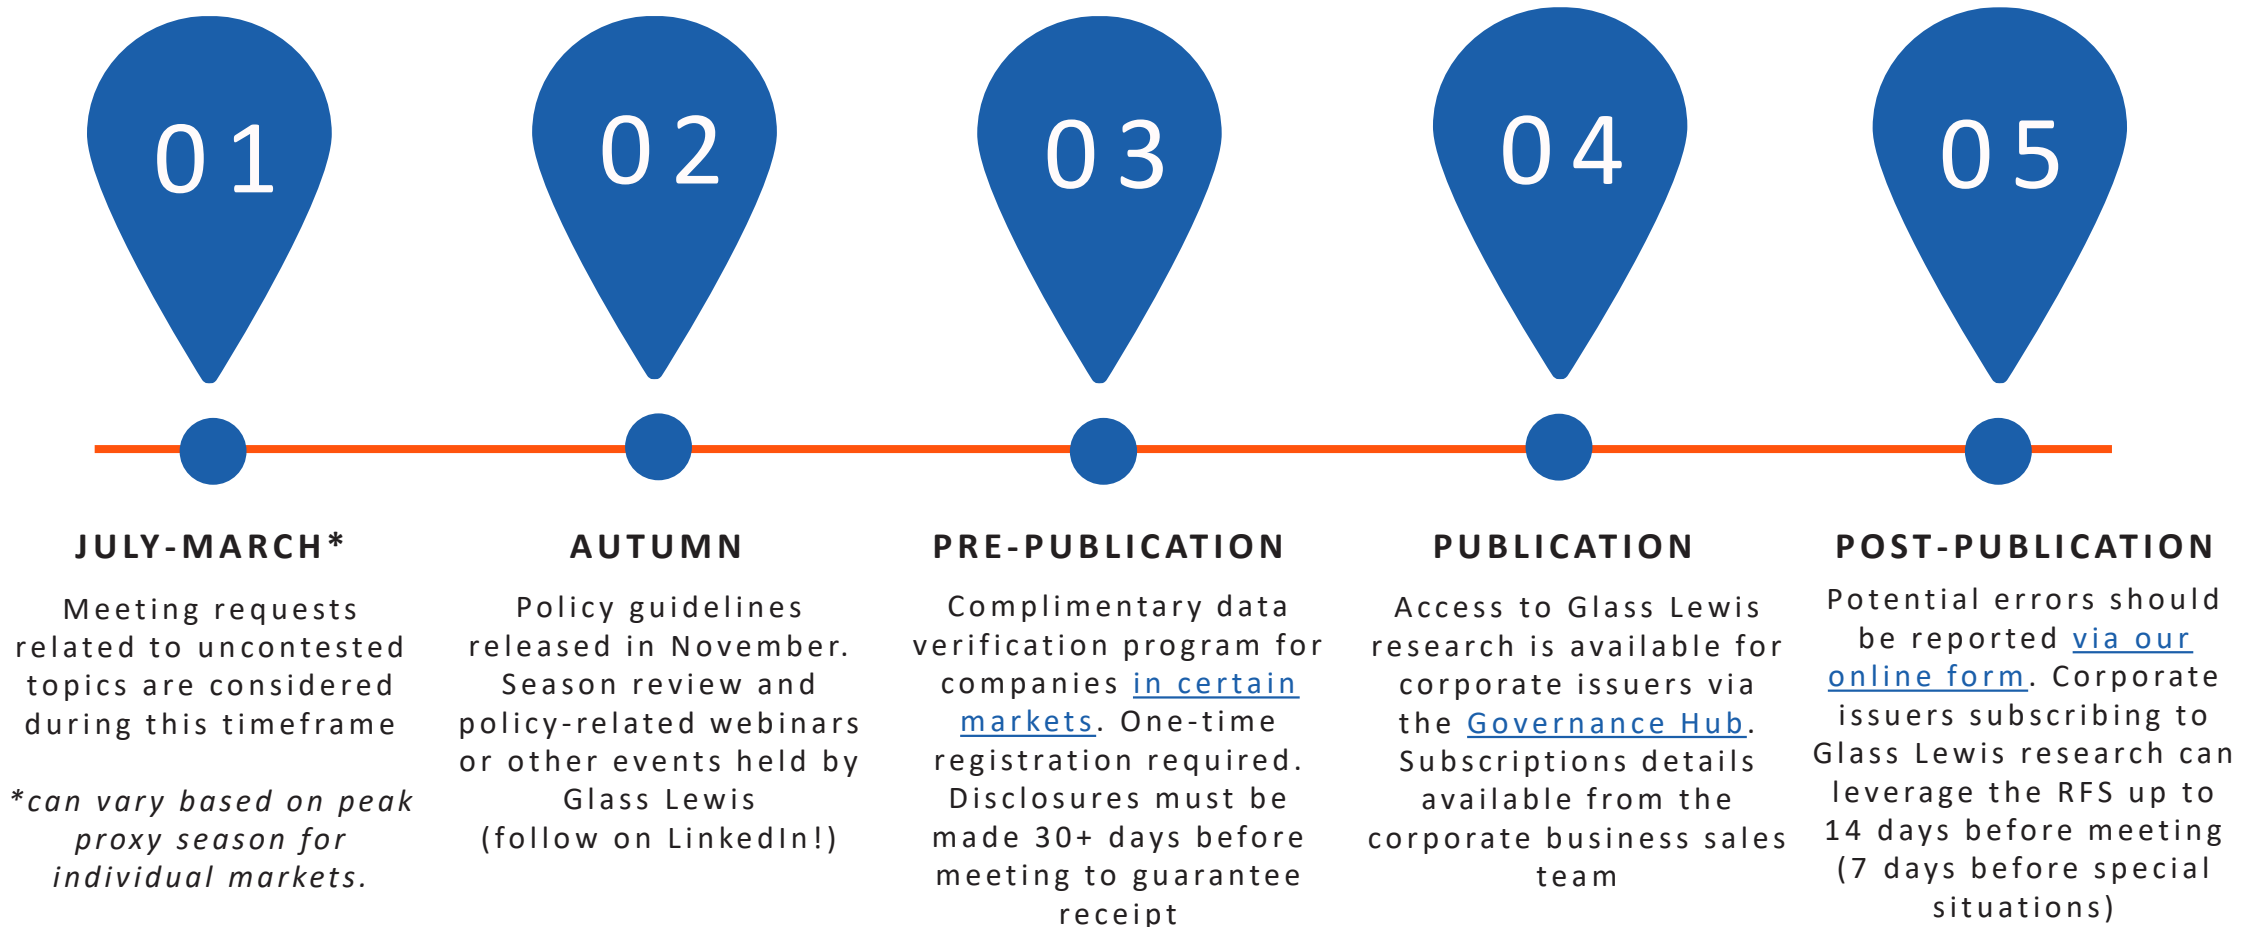 01
02
03
04
05
JULY-MARCH*
Meeting requests
related to uncontested
topics are considered
during this timeframe
*can vary based on peak
proxy season for
individual markets.
AUTUMN
Policy guidelines
released in November.
Season review and
policy-related webinars
or other events held by
Glass Lewis
(follow on LinkedIn!)
PRE-PUBLICATION
Complimentary data
verification program for
companies in certain
markets. One-time
registration required.
Disclosures must be
made 30+ days before
meeting to guarantee
receipt
PUBLICATION
Access to Glass Lewis
research is available for
corporate issuers via
the Governance Hub.
Subscriptions details
available from the
corporate business sales
team
POST-PUBLICATION
Potential errors should
be reported via our
online form. Corporate
issuers subscribing to
Glass Lewis research can
leverage the RFS up to
14 days before meeting
(7 days before special
situations)